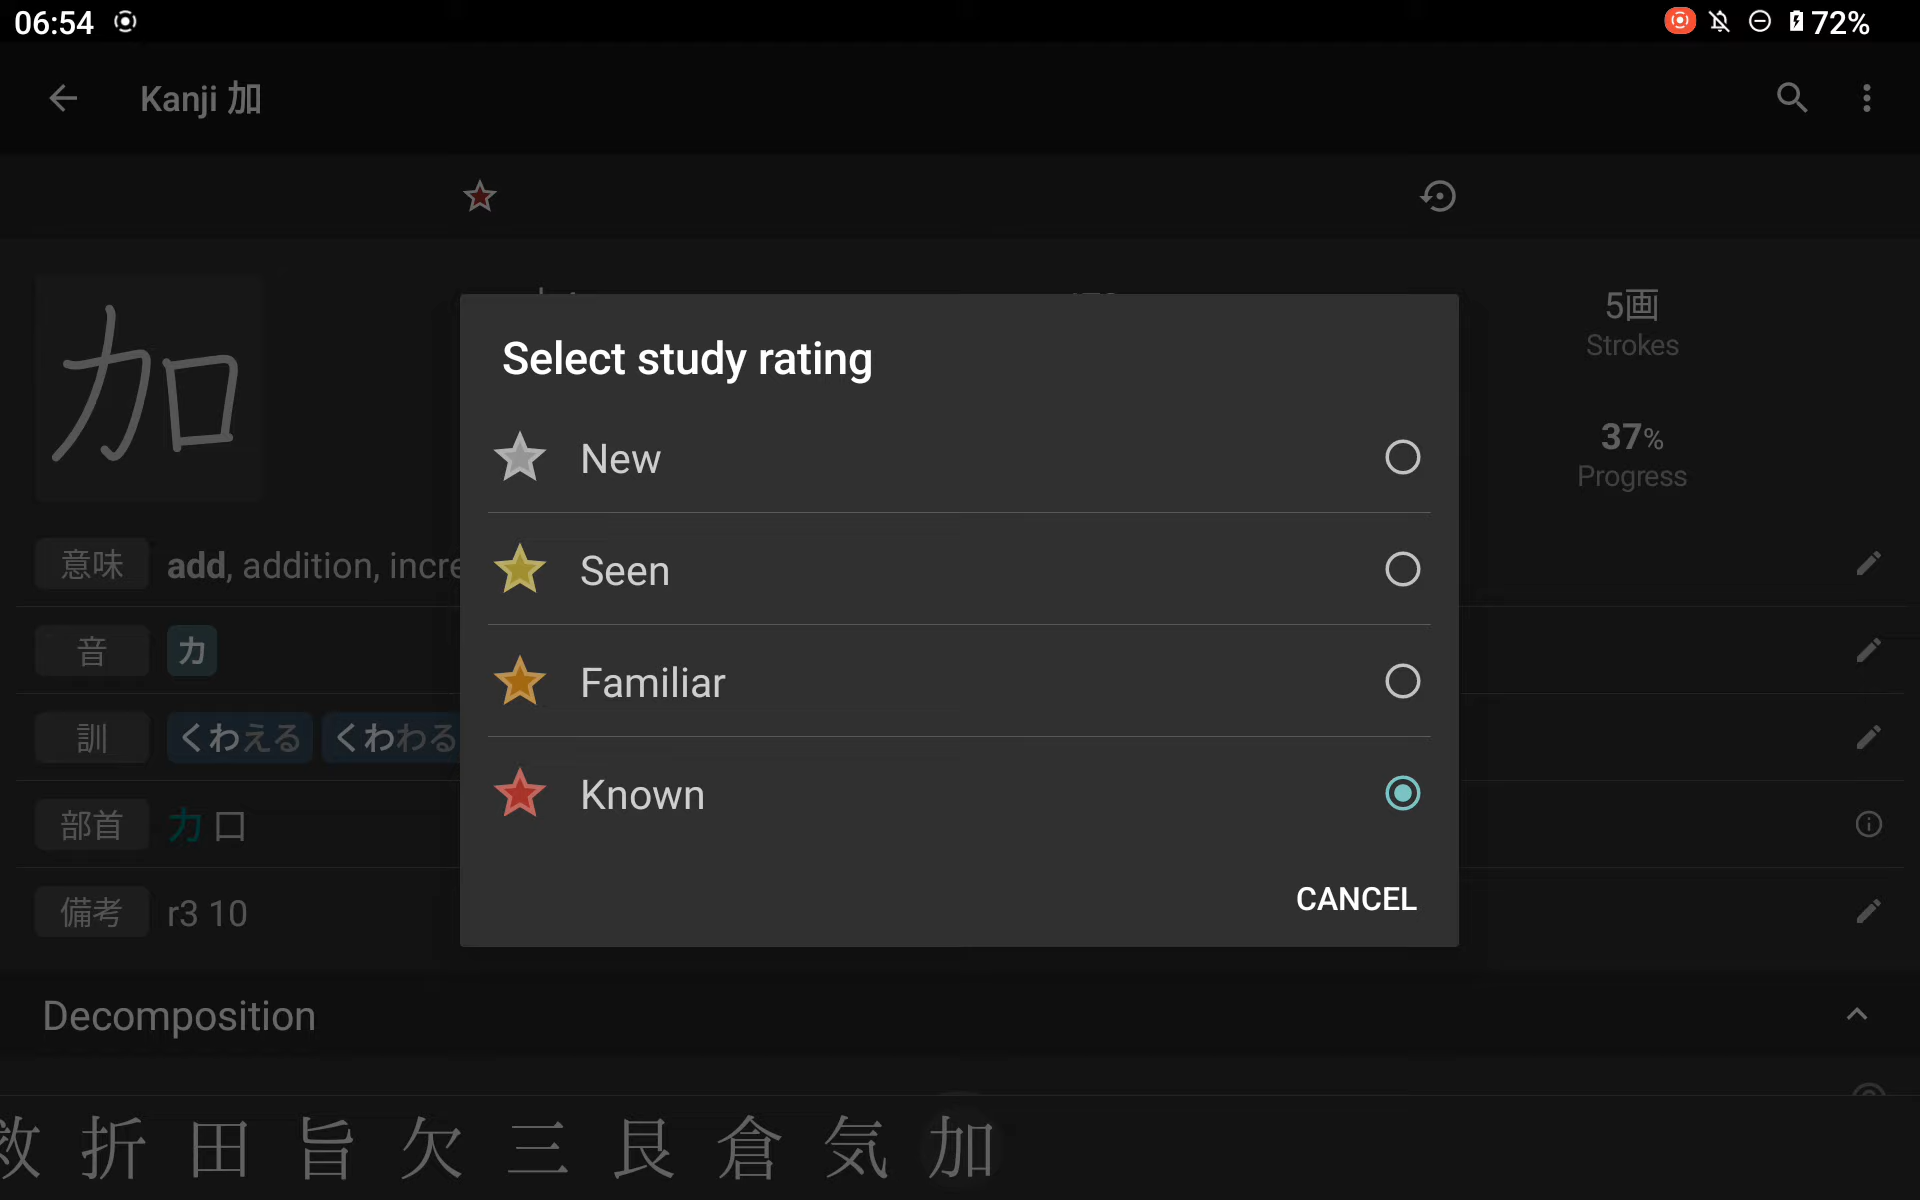 06:54
72%
Kanji 加
加
5画
Strokes
37%
Progress
意味 add, addition,
音 カ
訓 くわえる くわわる
部首 力 口
備考 r3 10
Select study rating
New
Seen
Familiar
Known
CANCEL
Decomposition
折 田 旨 欠 三 艮 倉 気 加